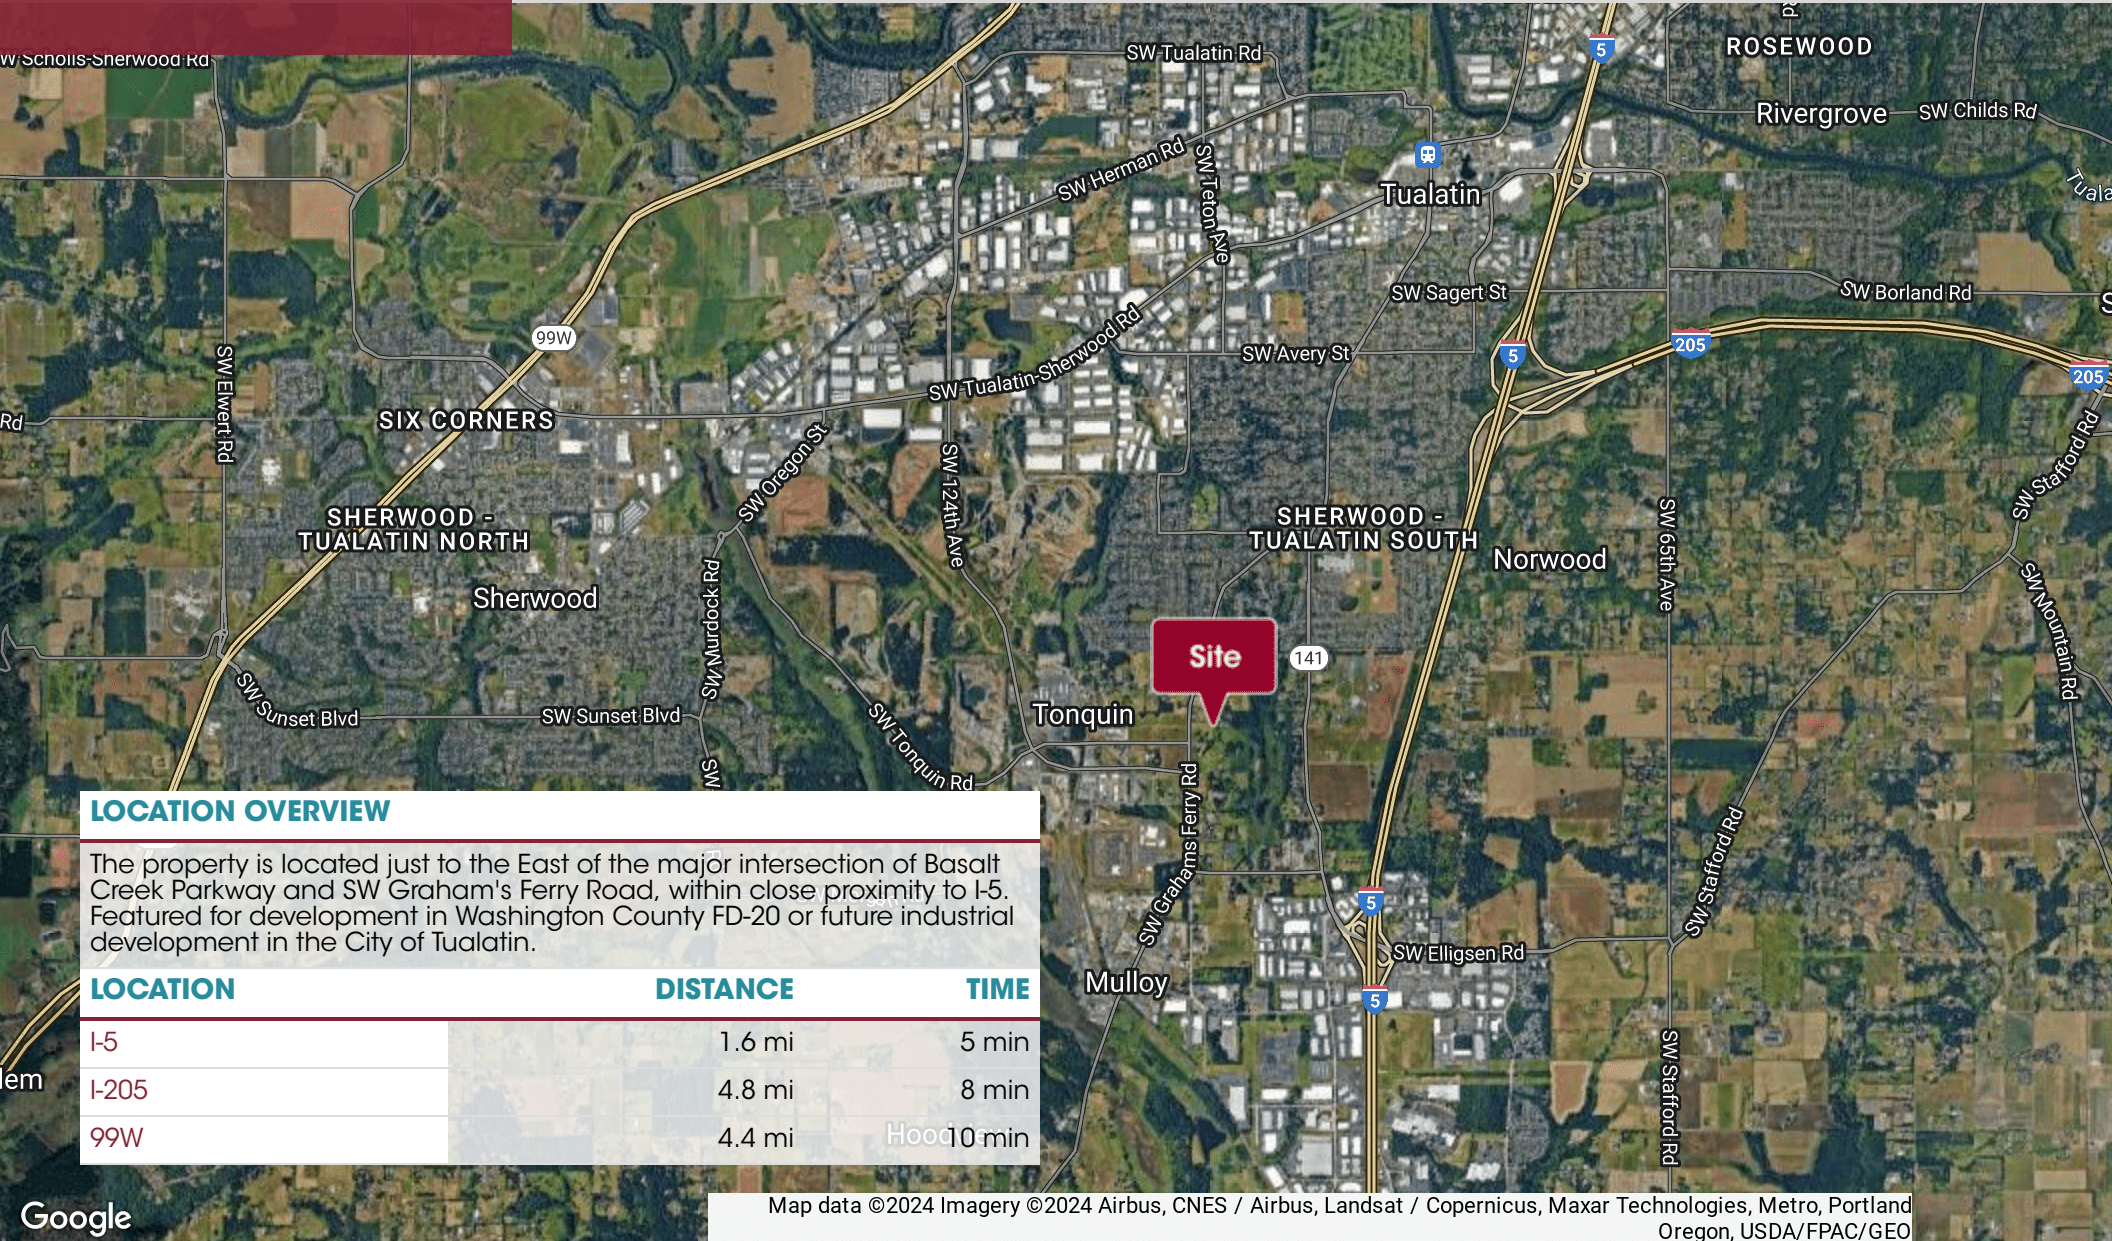 SW Scholls-Sherwood Rd
SW Tualatin Rd
5
ROSEWOOD
Rivergrove
SW Childs Rd
SW Herman Rd
SW Teton Ave
Tualatin
SW Sagert St
SW Borland Rd
99W
SW Elwert Rd
SIX CORNERS
SW Tualatin-Sherwood Rd
SW Avery St
5
205
205
Rd
SW Oregon St
SW 124th Ave
SW Stafford Rd
SHERWOOD -
TUALATIN NORTH
SHERWOOD -
TUALATIN SOUTH
Norwood
SW 65th Ave
Sherwood
SW Murdock Rd
SW Mountain Rd
Site
141
SW Sunset Blvd
SW Sunset Blvd
Tonquin
SW Tonquin Rd
SW
SW Grahams Ferry Rd
SW Stafford Rd
LOCATION OVERVIEW
The property is located just to the East of the major intersection of Basalt
Creek Parkway and SW Graham's Ferry Road, within close proximity to I-5.
Featured for development in Washington County FD-20 or future industrial
development in the City of Tualatin.
LOCATION DISTANCE TIME
I-5 1.6 mi 5 min
I-205 4.8 mi 8 min
99W 4.4 mi 10 min
5
SW Elligsen Rd
Mulloy
5
SW Stafford Rd
Google
Map data ©2024 Imagery ©2024 Airbus, CNES / Airbus, Landsat / Copernicus, Maxar Technologies, Metro, Portland
Oregon, USDA/FPAC/GEO